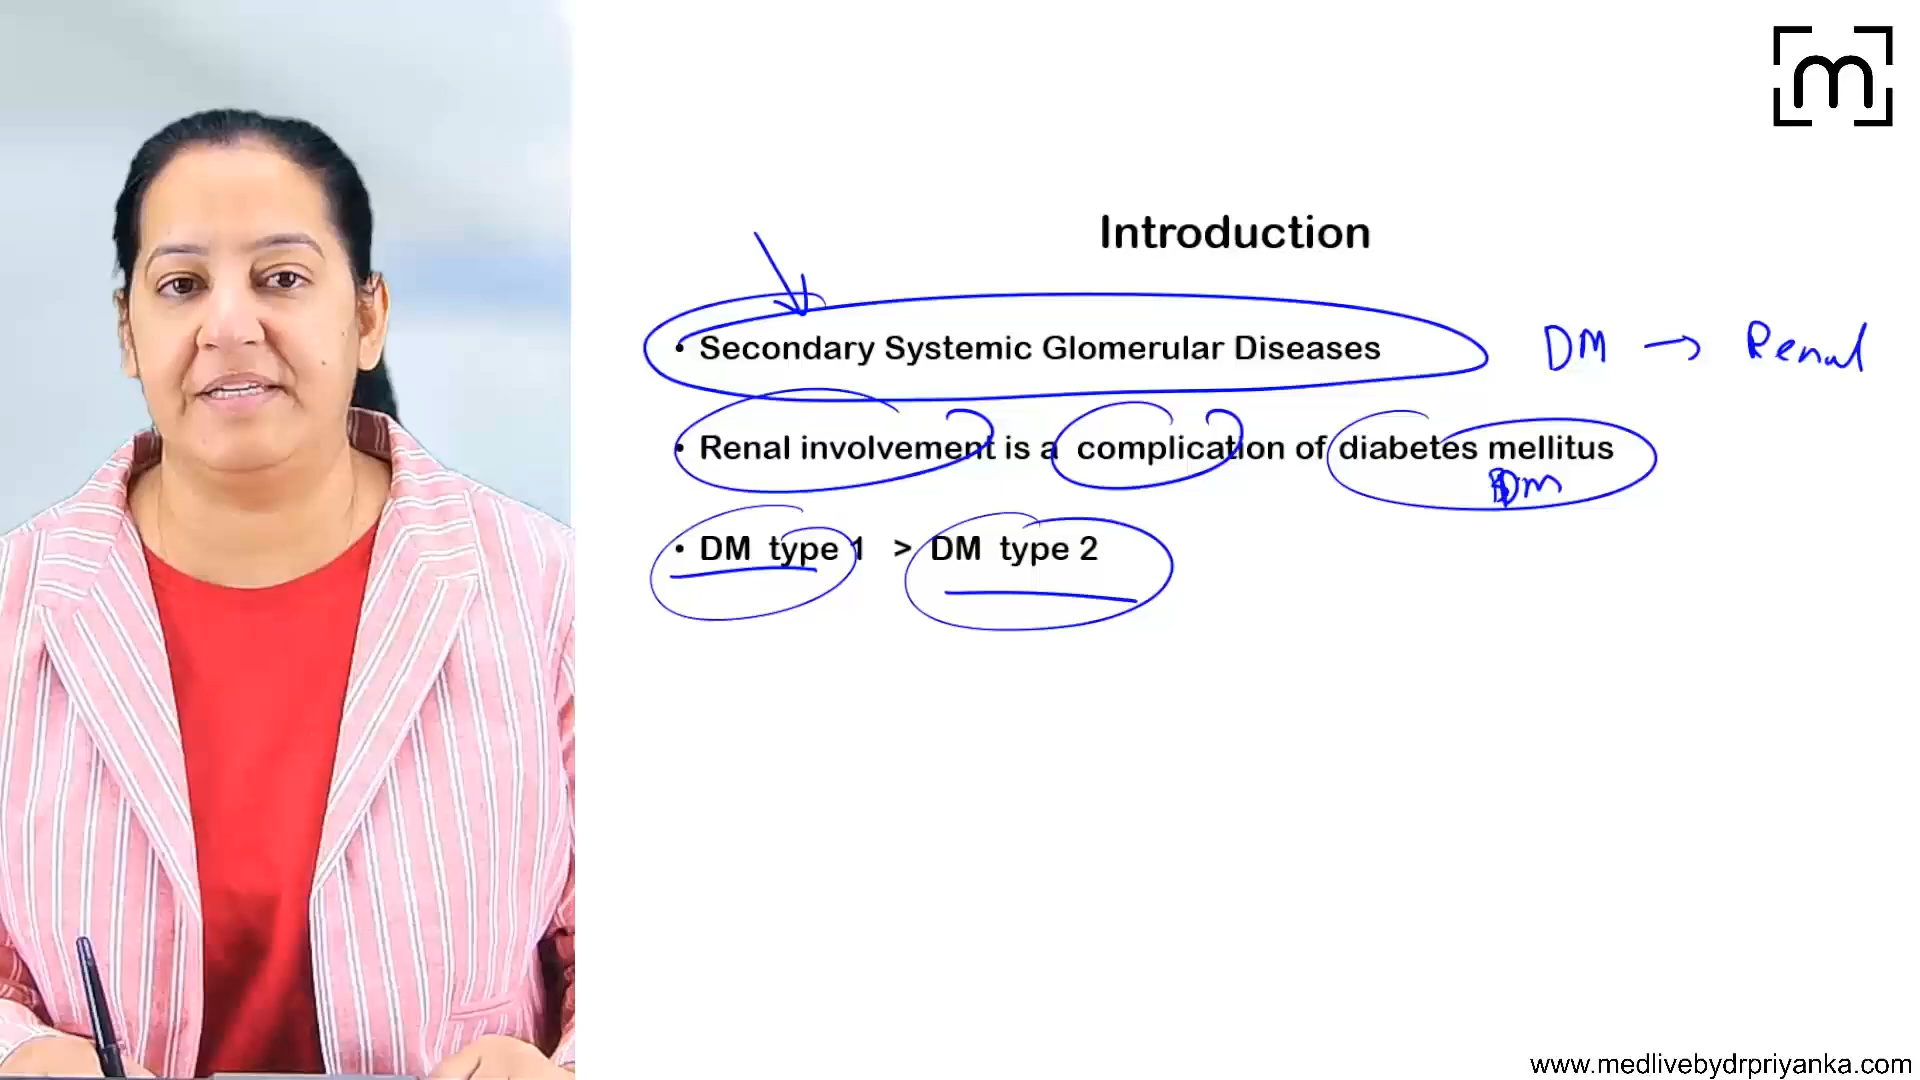 m
Introduction
• Secondary Systemic Glomerular Diseases DM → Renal
• Renal involvement is a complication of diabetes mellitus
DM
• DM type 1 > DM type 2
www.medlivebydrpriyanka.com